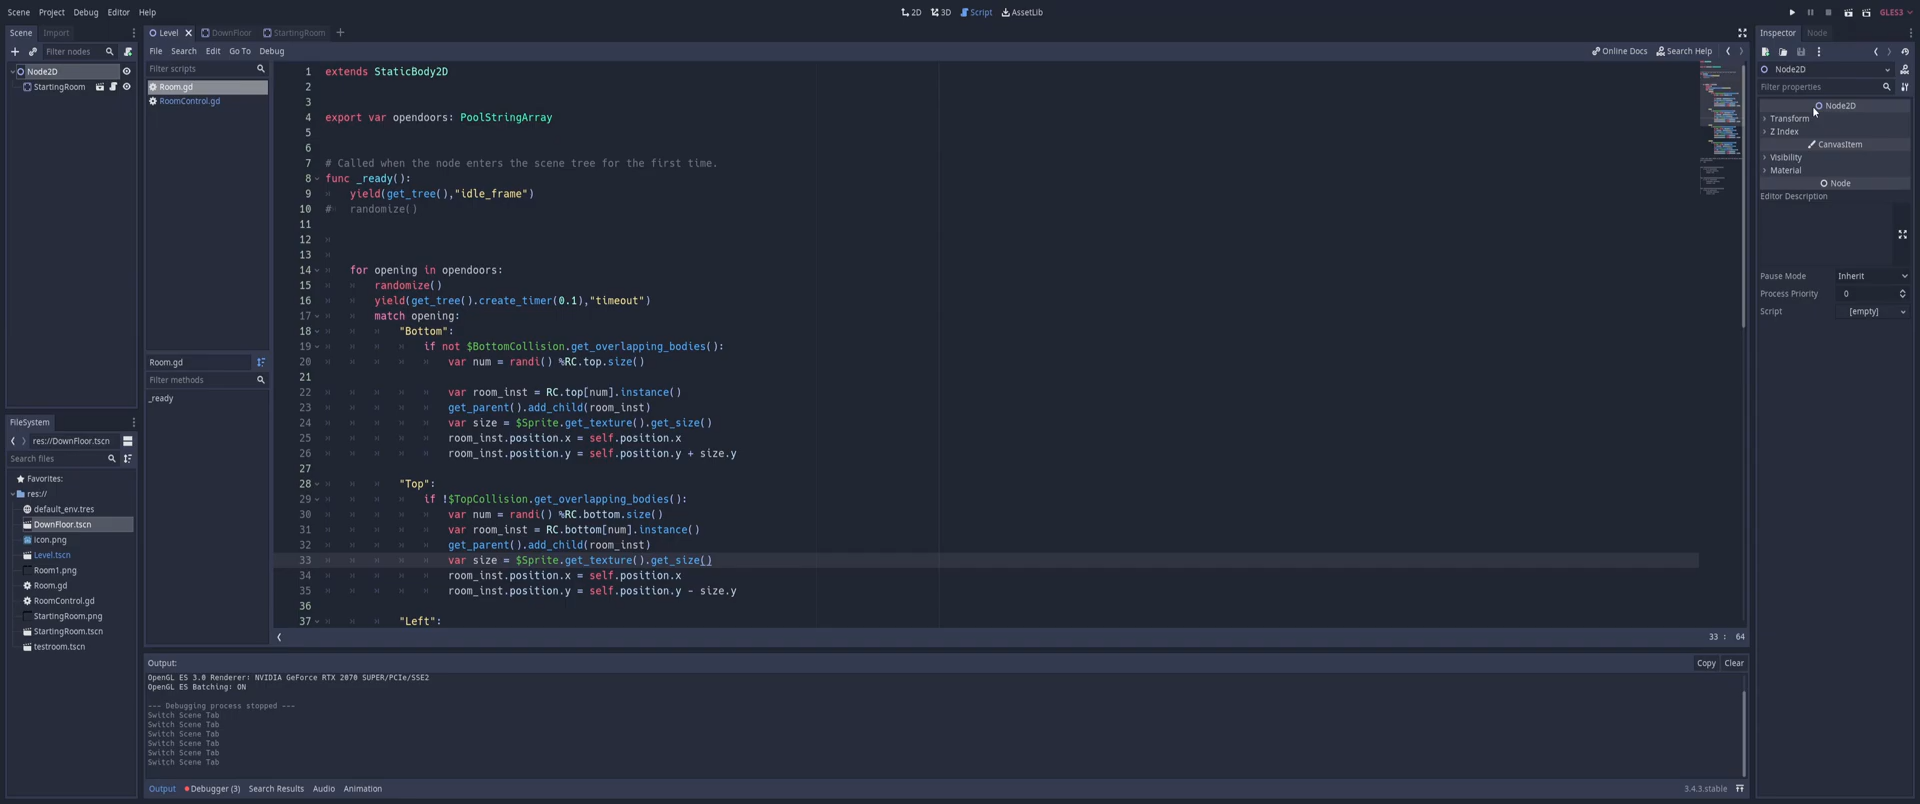 Scene Project Debug Editor Help
2D 3D Script AssetLib
GLES3
Scene Import
Filter nodes
Node2D
StartingRoom
FileSystem
res://DownFloor.tscn
Search files
Favorites:
res://
default_env.tres
DownFloor.tscn
icon.png
Level.tscn
Room1.png
Room.gd
RoomControl.gd
StartingRoom.png
StartingRoom.tscn
testroom.tscn
Level DownFloor StartingRoom
File Search Edit Go To Debug
Online Docs Search Help
Filter scripts
Room.gd
RoomControl.gd
Room.gd
Filter methods
_ready
1 extends StaticBody2D
2
3
4 export var opendoors: PoolStringArray
5
6
7 # Called when the node enters the scene tree for the first time.
8 func _ready():
9 yield(get_tree(),"idle_frame")
10 # randomize()
11
12
13
14 for opening in opendoors:
15 randomize()
16 yield(get_tree().create_timer(0.1),"timeout")
17 match opening:
18 "Bottom":
19 if not $BottomCollision.get_overlapping_bodies():
20 var num = randi() %RC.top.size()
21
22 var room_inst = RC.top[num].instance()
23 get_parent().add_child(room_inst)
24 var size = $Sprite.get_texture().get_size()
25 room_inst.position.x = self.position.x
26 room_inst.position.y = self.position.y + size.y
27
28 "Top":
29 if !$TopCollision.get_overlapping_bodies():
30 var num = randi() %RC.bottom.size()
31 var room_inst = RC.bottom[num].instance()
32 get_parent().add_child(room_inst)
33 var size = $Sprite.get_texture().get_size()
34 room_inst.position.x = self.position.x
35 room_inst.position.y = self.position.y - size.y
36
37 "Left":
33 : 64
Output:
Copy Clear
OpenGL ES 3.0 Renderer: NVIDIA GeForce RTX 2070 SUPER/PCIe/SSE2
OpenGL ES Batching: ON
--- Debugging process stopped ---
Switch Scene Tab
Switch Scene Tab
Switch Scene Tab
Switch Scene Tab
Switch Scene Tab
Switch Scene Tab
Output Debugger (3) Search Results Audio Animation
3.4.3.stable
Inspector Node
Node2D
Filter properties
Node2D
Transform
Z Index
CanvasItem
Visibility
Material
Node
Editor Description
Pause Mode Inherit
Process Priority 0
Script [empty]